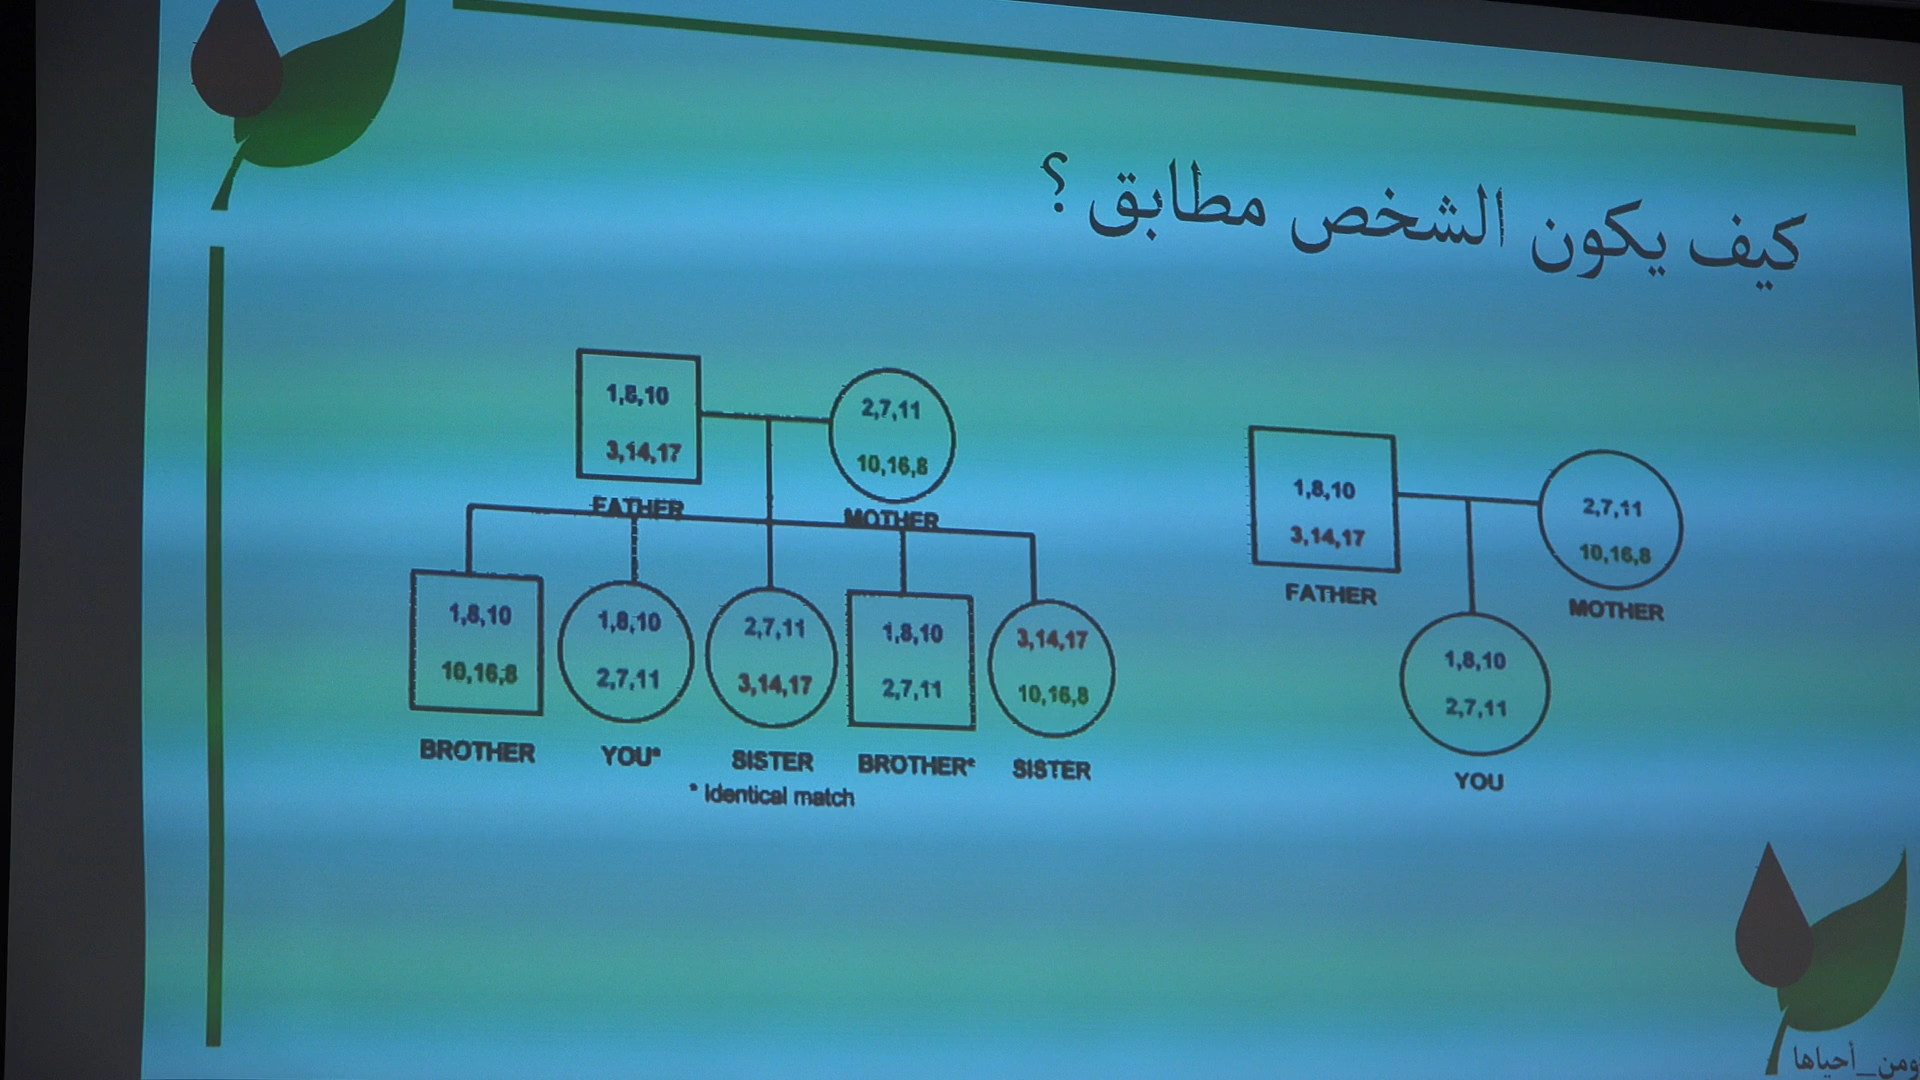 كيف يكون الشخص مطابق ؟
1,8,10
3,14,17
FATHER
2,7,11
10,16,8
MOTHER
1,8,10
10,16,8
BROTHER
1,8,10
2,7,11
YOU*
2,7,11
3,14,17
SISTER
1,8,10
2,7,11
BROTHER*
3,14,17
10,16,8
SISTER
* Identical match
1,8,10
3,14,17
FATHER
2,7,11
10,16,8
MOTHER
1,8,10
2,7,11
YOU
ومن_أحياها